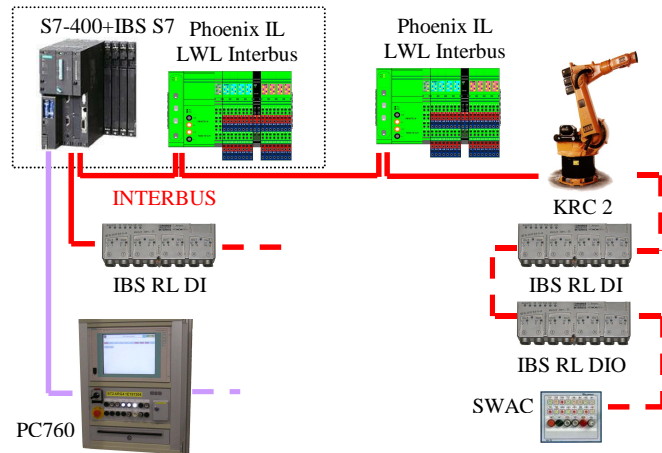 S7-400+IBS S7
Phoenix IL
LWL Interbus
Phoenix IL
LWL Interbus
INTERBUS
KRC 2
IBS RL DI
IBS RL DI
IBS RL DIO
SWAC
PC760